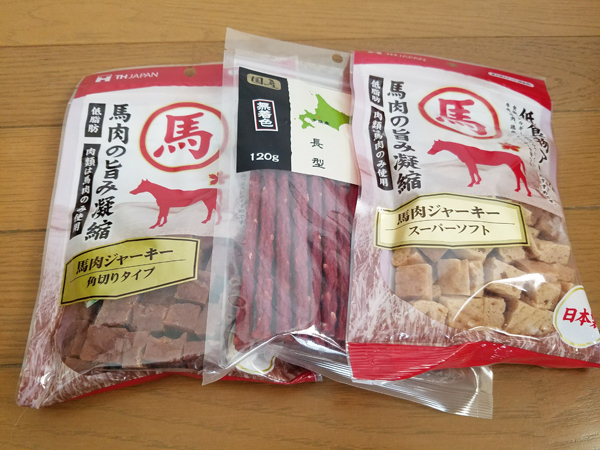 TH JAPAN
低脂肪
馬肉の旨み凝縮
肉類は馬肉のみ使用
馬
馬肉ジャーキー
角切りタイプ
国産
無着色
120g
長型
低脂肪
馬肉の旨み凝縮
肉類は馬肉のみ使用
馬
馬肉ジャーキー
スーパーソフト
日本製